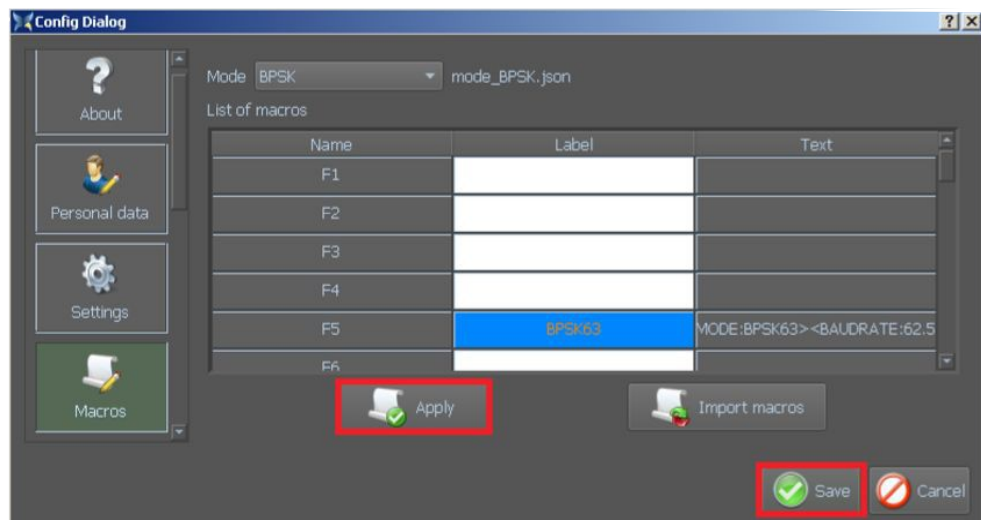 Config Dialog
About
Personal data
Settings
Macros
Mode BPSK mode_BPSK.json
List of macros
Name Label Text
F1
F2
F3
F4
F5 BPSK63 MODE:BPSK63><BAUDRATE:62.5
F6
Apply Import macros
Save Cancel